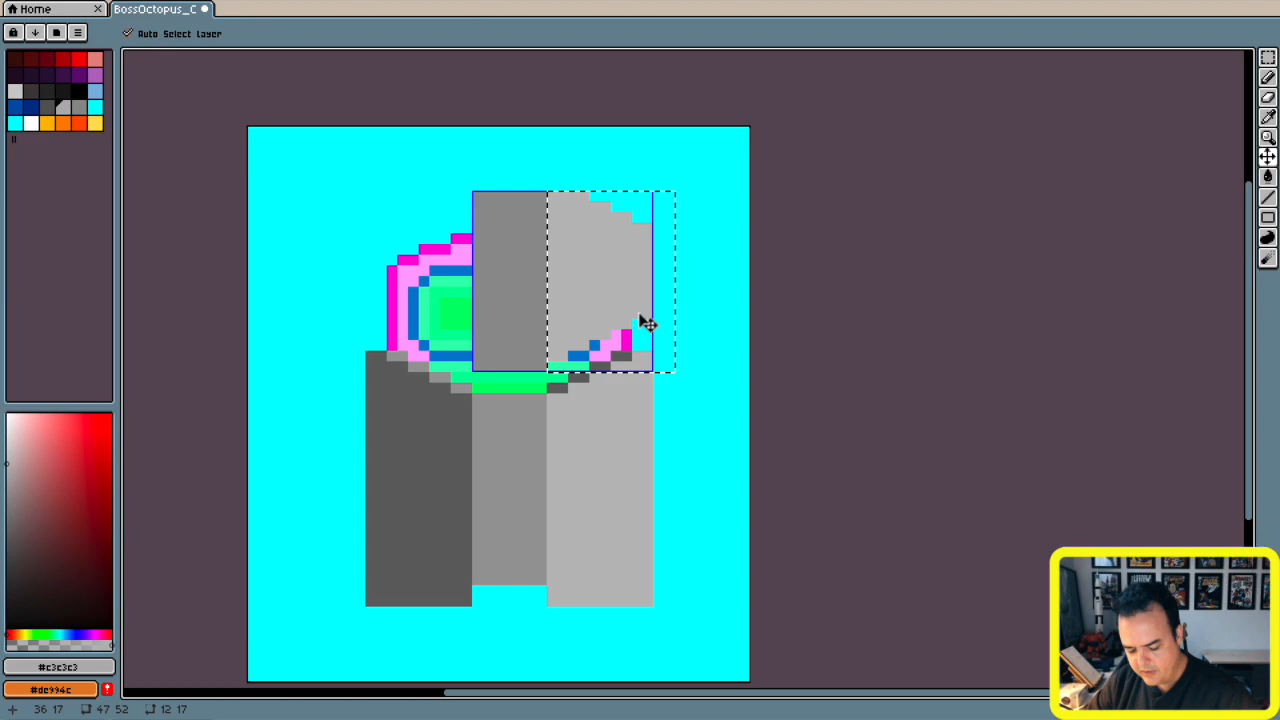 Home
BossOctopus_C
Auto Select Layer
#c3c3c3
#de994c
36 17 47 52 12 17